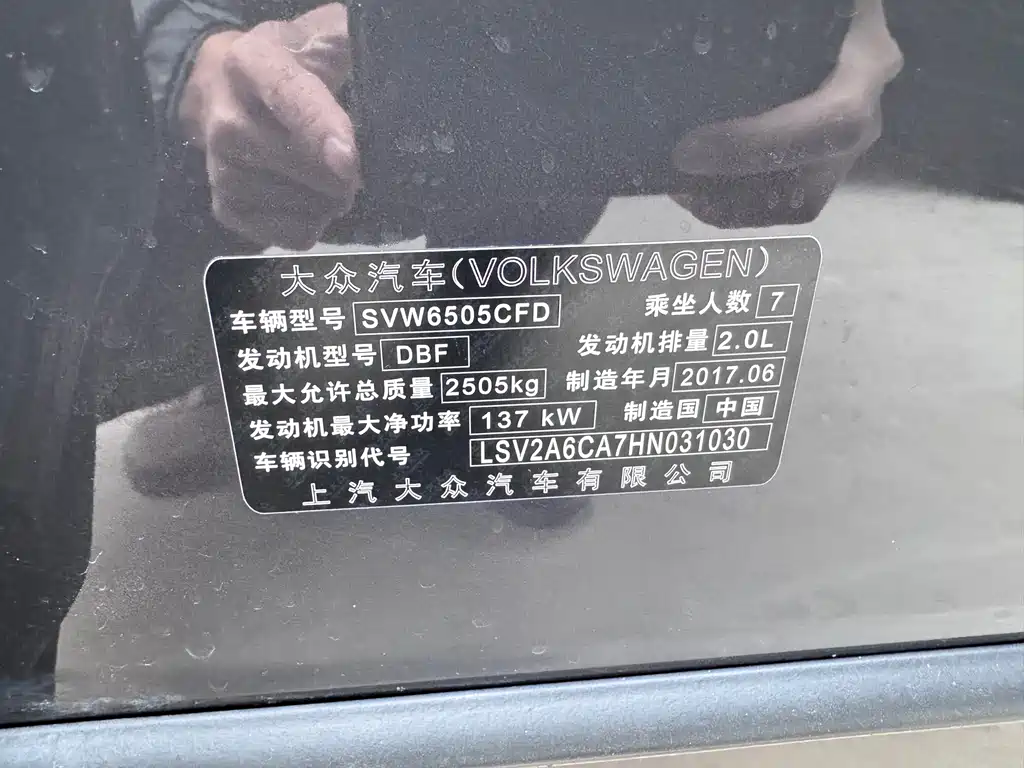 大众汽车(VOLKSWAGEN)
车辆型号 SVW6505CFD 乘坐人数 7
发动机型号 DBF 发动机排量 2.0L
最大允许总质量 2505kg 制造年月 2017.06
发动机最大净功率 137 kW 制造国 中国
车辆识别代号 LSV2A6CA7HN031030
上汽大众汽车有限公司